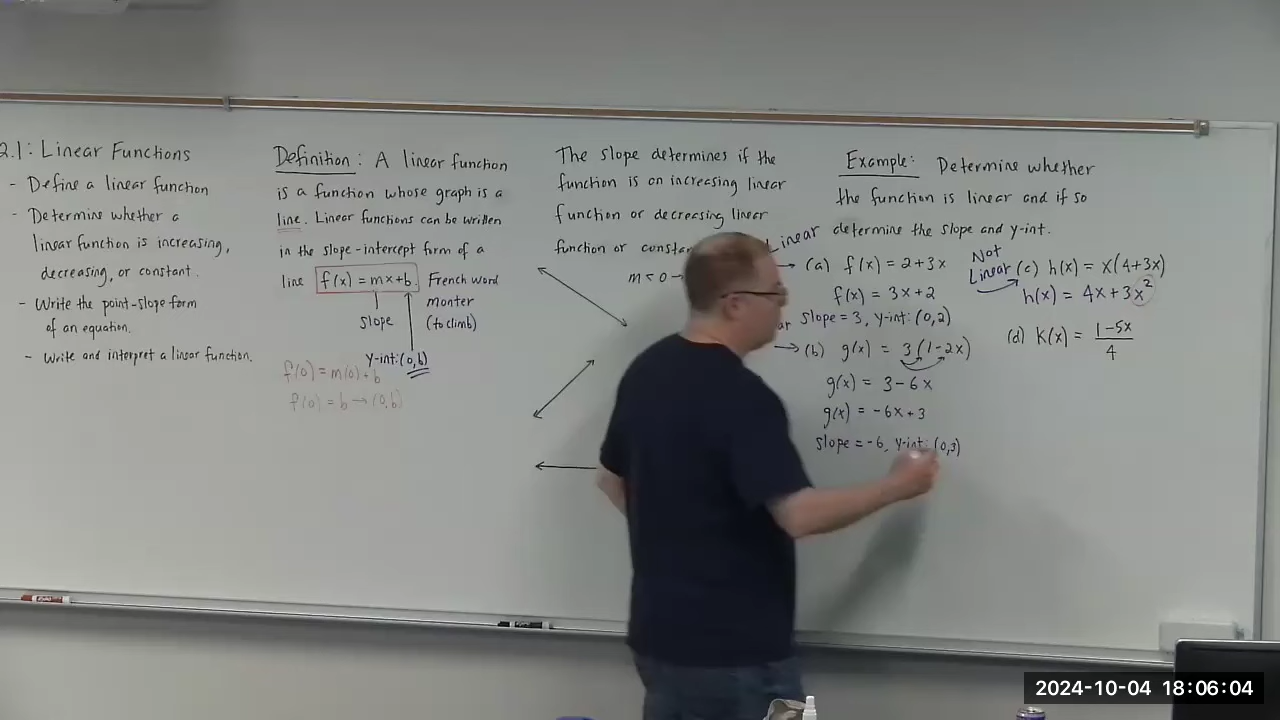 2.1: Linear Functions
- Define a linear function
- Determine whether a
linear function is increasing,
decreasing, or constant.
- Write the point-slope form
of an equation.
- Write and interpret a linear function.
Definition: A linear function
is a function whose graph is a
line. Linear functions can be written
in the slope-intercept form of a
line f(x) = mx+b. French word
monter
(to climb)
slope
y-int: (0,b)
f(0) = m(0)+b
f(0) = b → (0,b)
The slope determines if the
function is an increasing linear
function or decreasing linear
function or
m < 0 →
Example: Determine whether
the function is linear and if so
determine the slope and y-int.
Linear
→ (a) f(x) = 2+3x
f(x) = 3x+2
slope = 3, y-int: (0,2)
→ (b) g(x) = 3(1-2x)
g(x) = 3-6x
g(x) = -6x+3
slope = -6, y-int: (0,3)
Not
Linear (c) h(x) = x(4+3x)
h(x) = 4x+3x²
(d) K(x) = 1-5x
4
2024-10-04 18:06:04